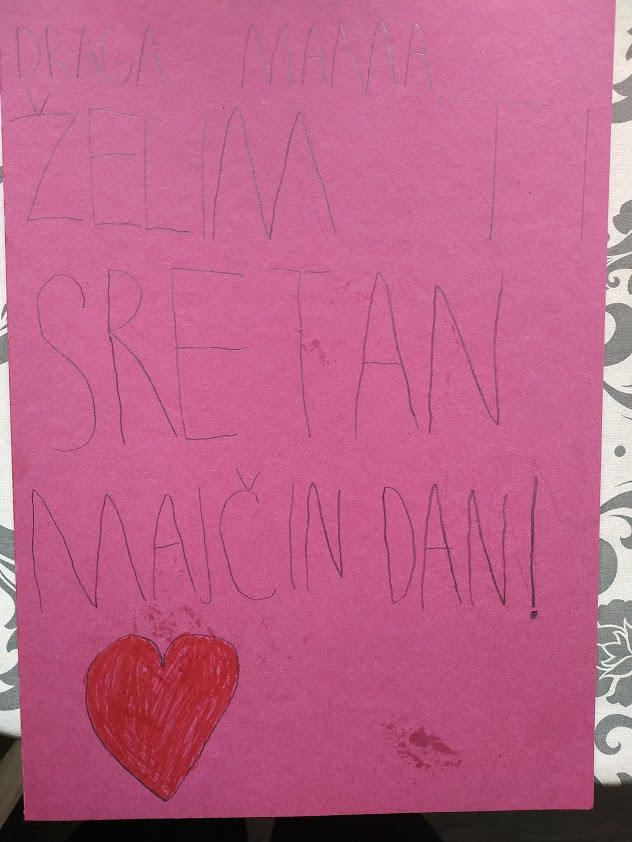 DRAGA MAMA
ŽELIM TI
SRETAN
MAJČIN DAN!